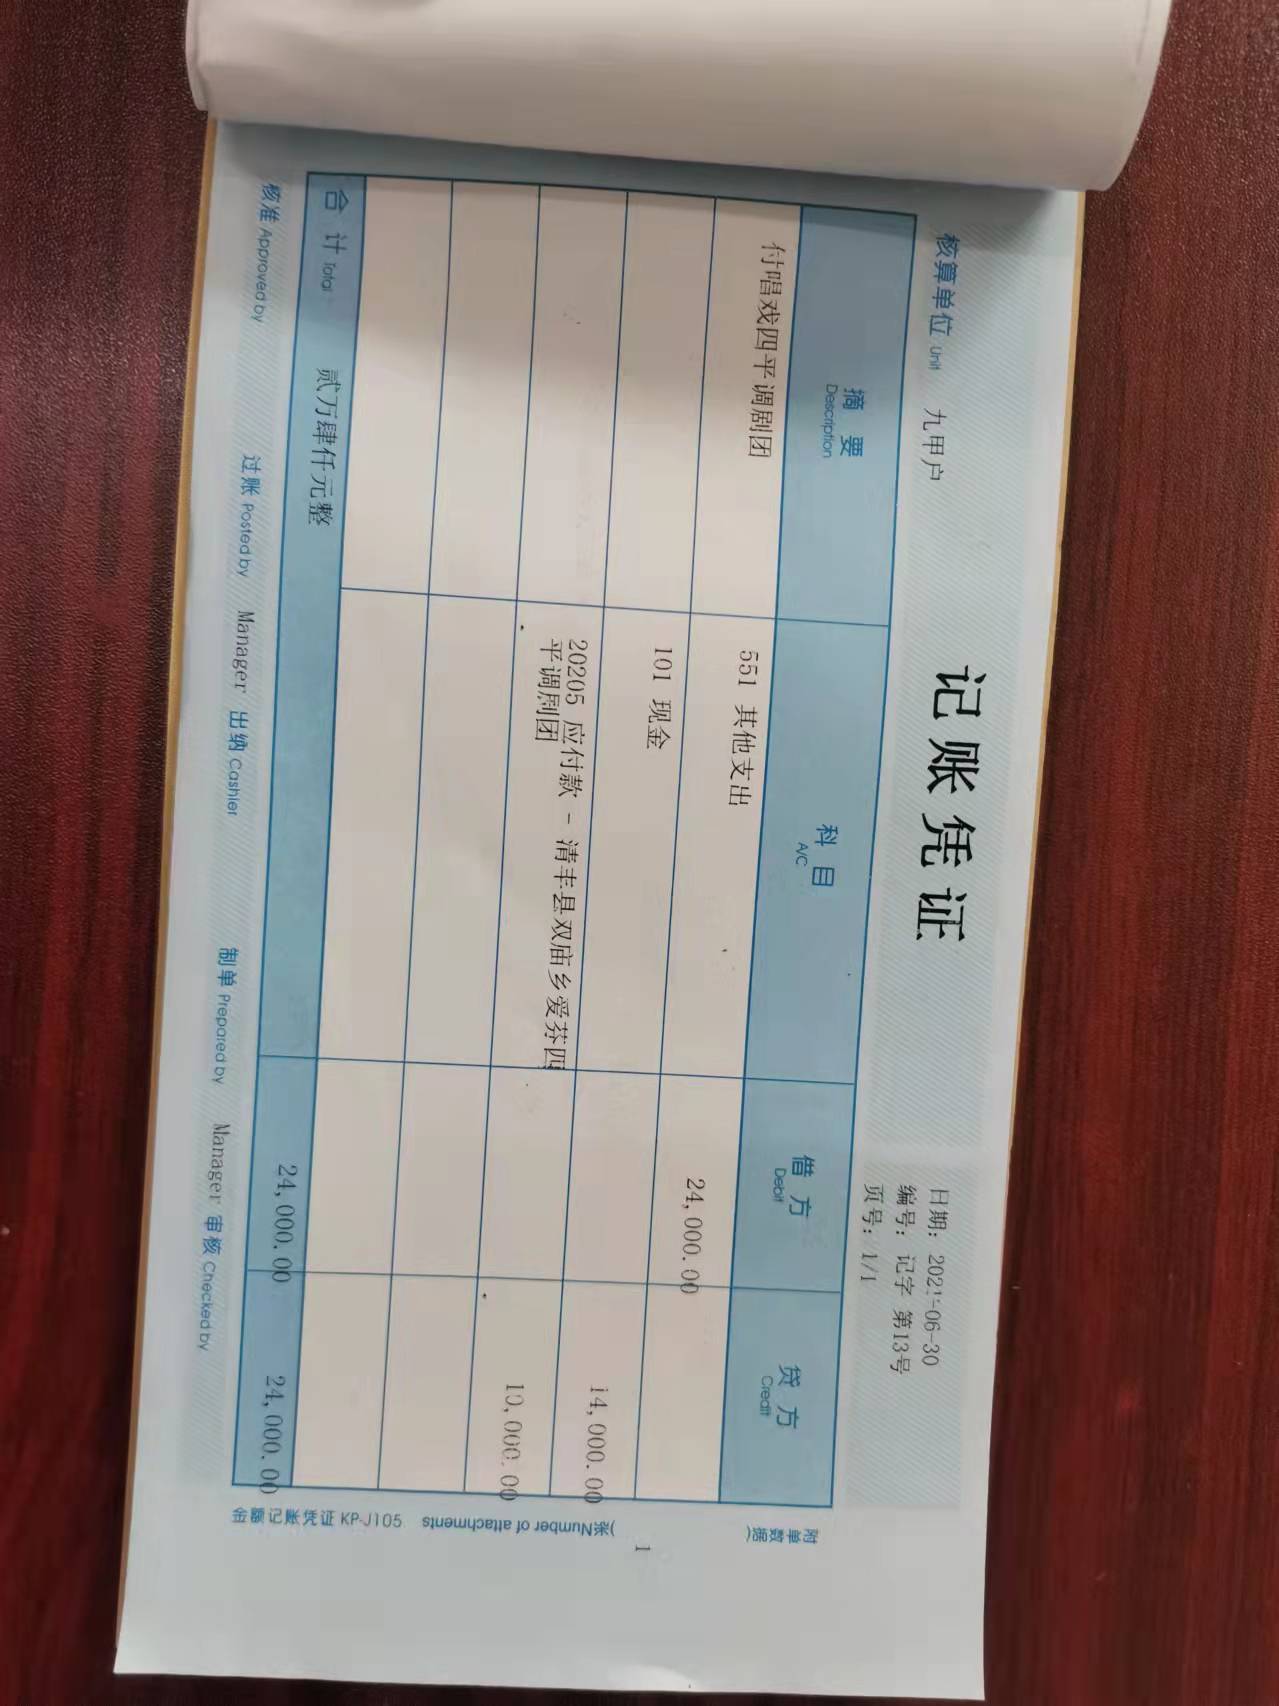 记账凭证
核算单位 Unit 九甲户
日期: 2021-06-30
编号: 记字 第13号
页号: 1/1
摘 要 Description 科 目 A/C 借 方 Debit 贷 方 Credit
付唱戏四平调剧团 551 其他支出 24,000.00
101 现金 14,000.00
20205 应付款 - 清丰县双庙乡爱芬四
平调剧团 10,000.00
合 计 Total 贰万肆仟元整 24,000.00 24,000.00
核准 Approved by 过账 Posted by Manager 出纳 Cashier 制单 Prepared by Manager 审核 Checked by
附单数据(
1
张)Number of attachments
金额记账凭证 KP-J105